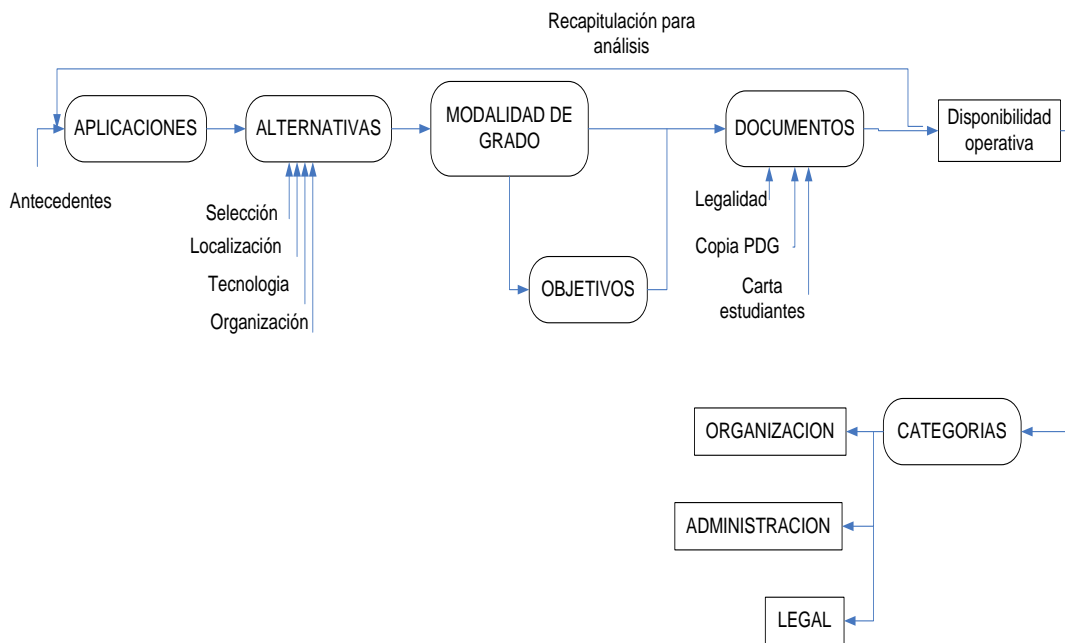 Recapitulación para
análisis
APLICACIONES
ALTERNATIVAS
MODALIDAD DE
GRADO
DOCUMENTOS
Disponibilidad
operativa
Antecedentes
Selección
Localización
Tecnologia
Organización
OBJETIVOS
Legalidad
Copia PDG
Carta
estudiantes
ORGANIZACION
CATEGORIAS
ADMINISTRACION
LEGAL